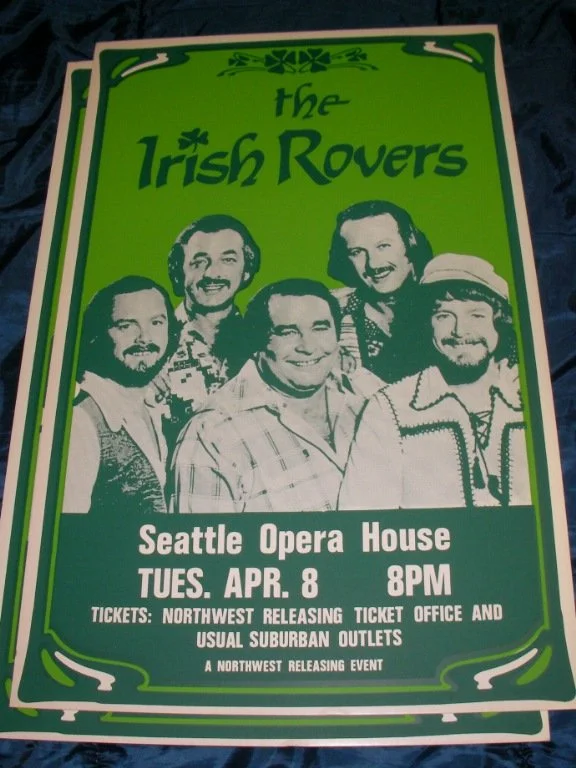 the
Irish Rovers
Seattle Opera House
TUES. APR. 8 8PM
TICKETS: NORTHWEST RELEASING TICKET OFFICE AND
USUAL SUBURBAN OUTLETS
A NORTHWEST RELEASING EVENT